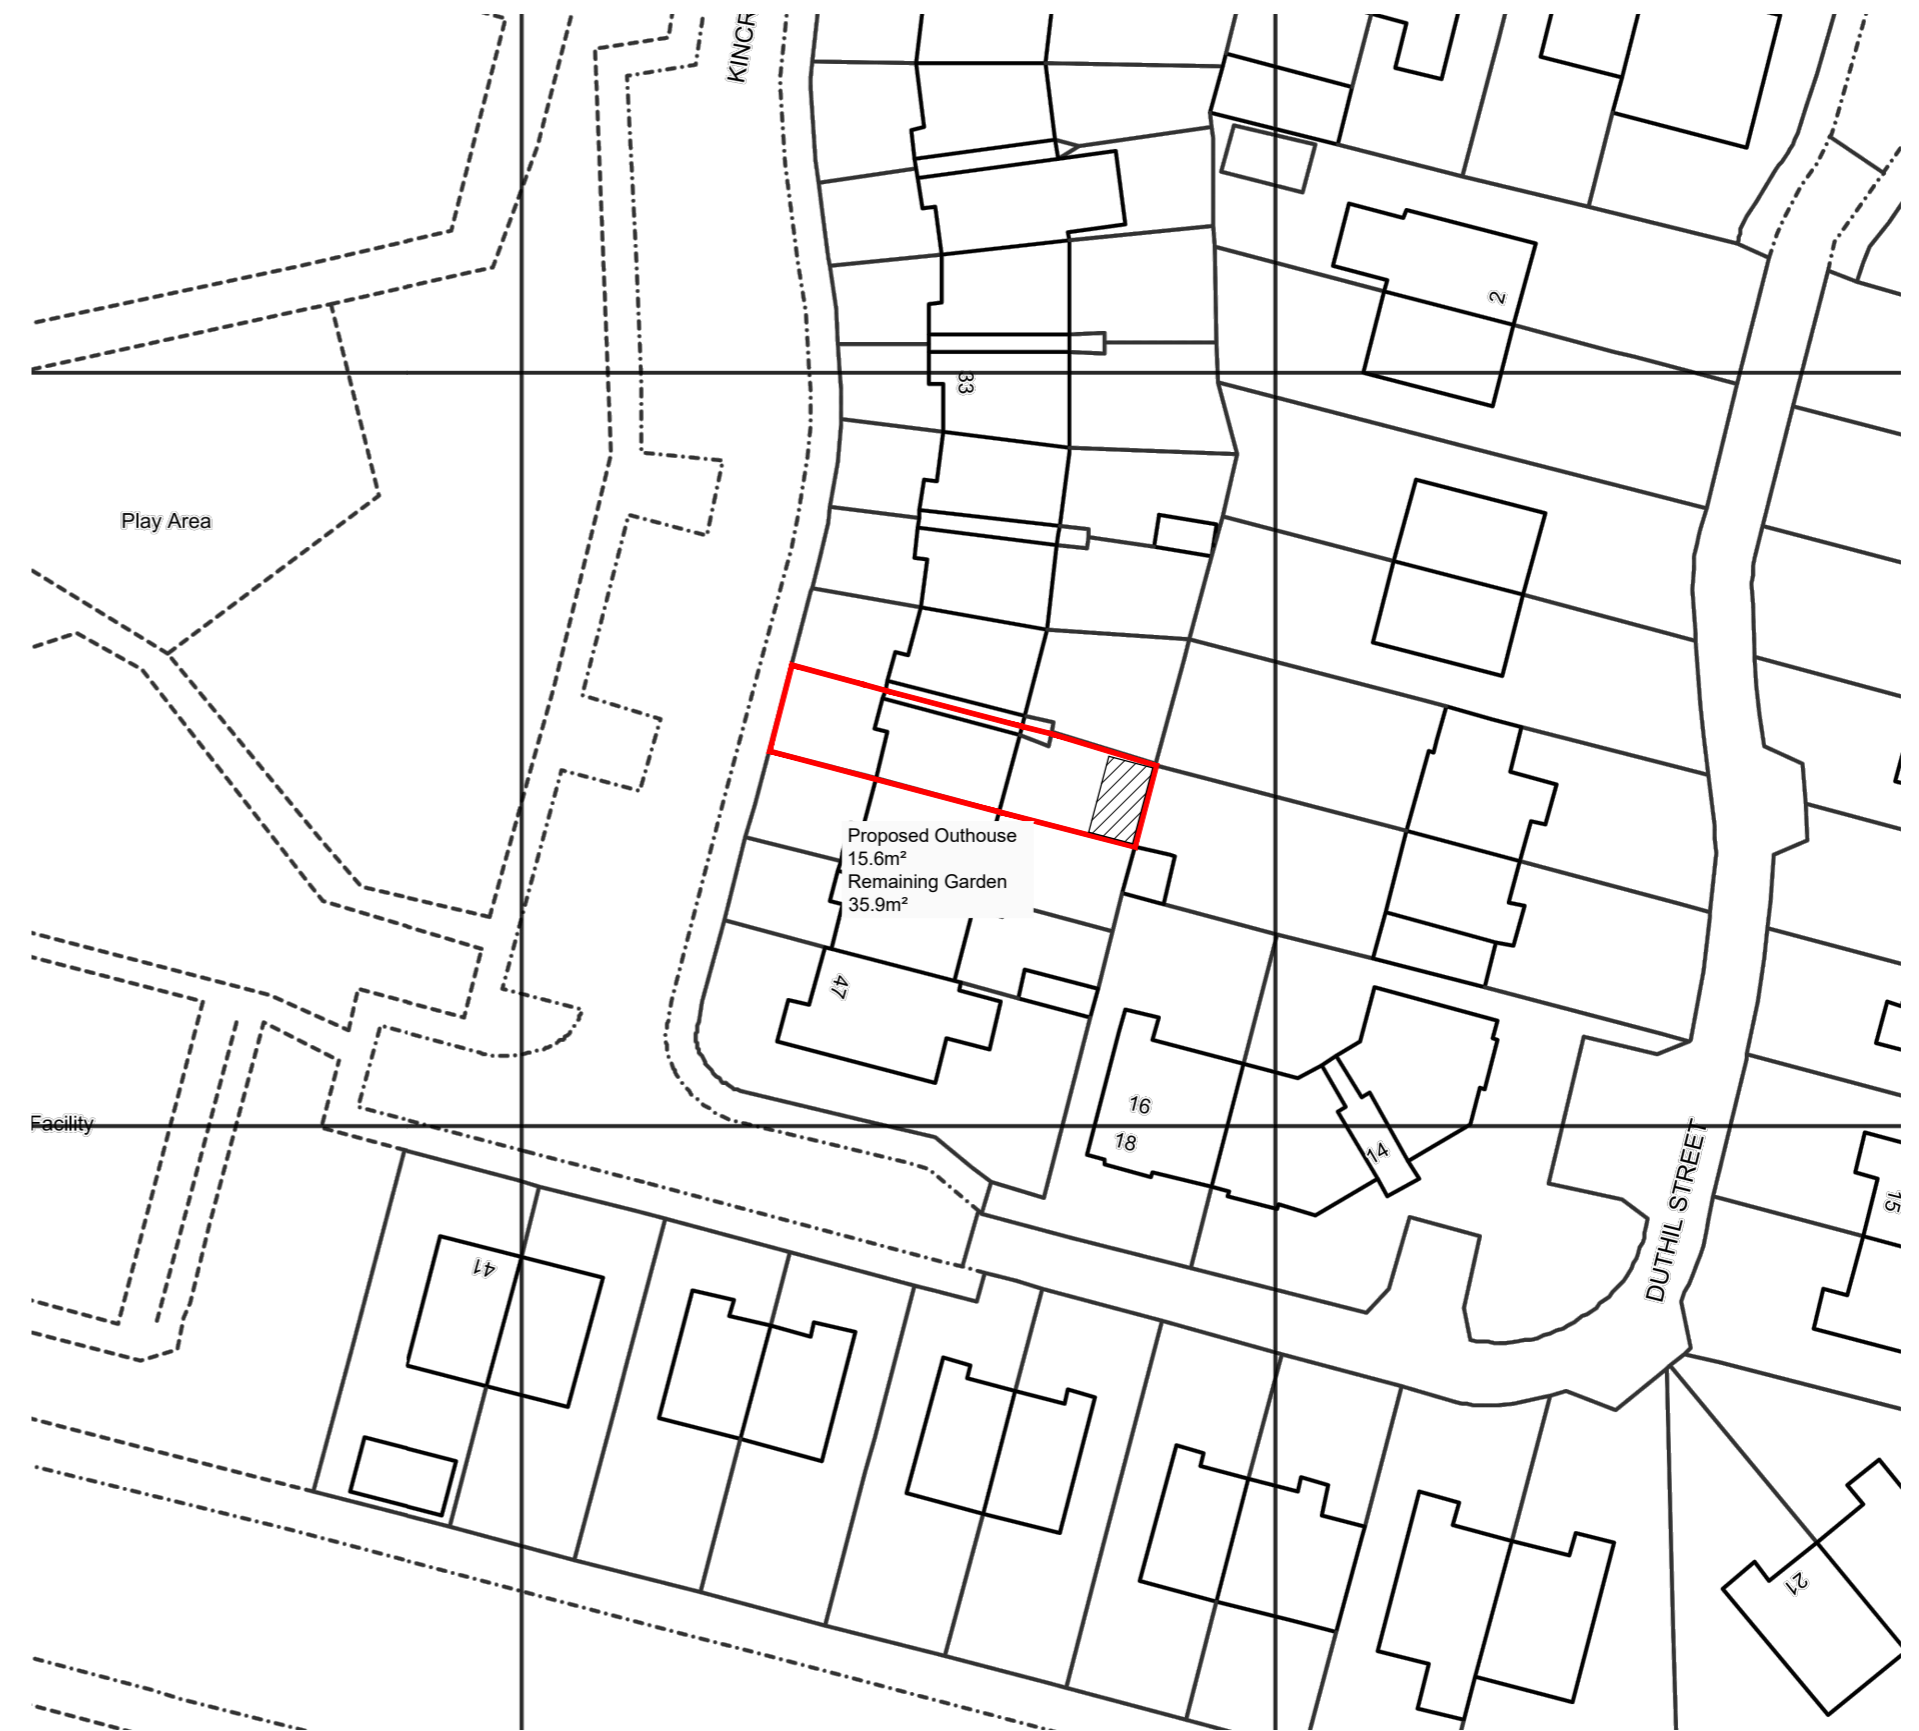 KINCR
2
33
Play Area
Proposed Outhouse
15.6m²
Remaining Garden
35.9m²
47
16
18
14
Facility
DUTHIL STREET
15
41
21